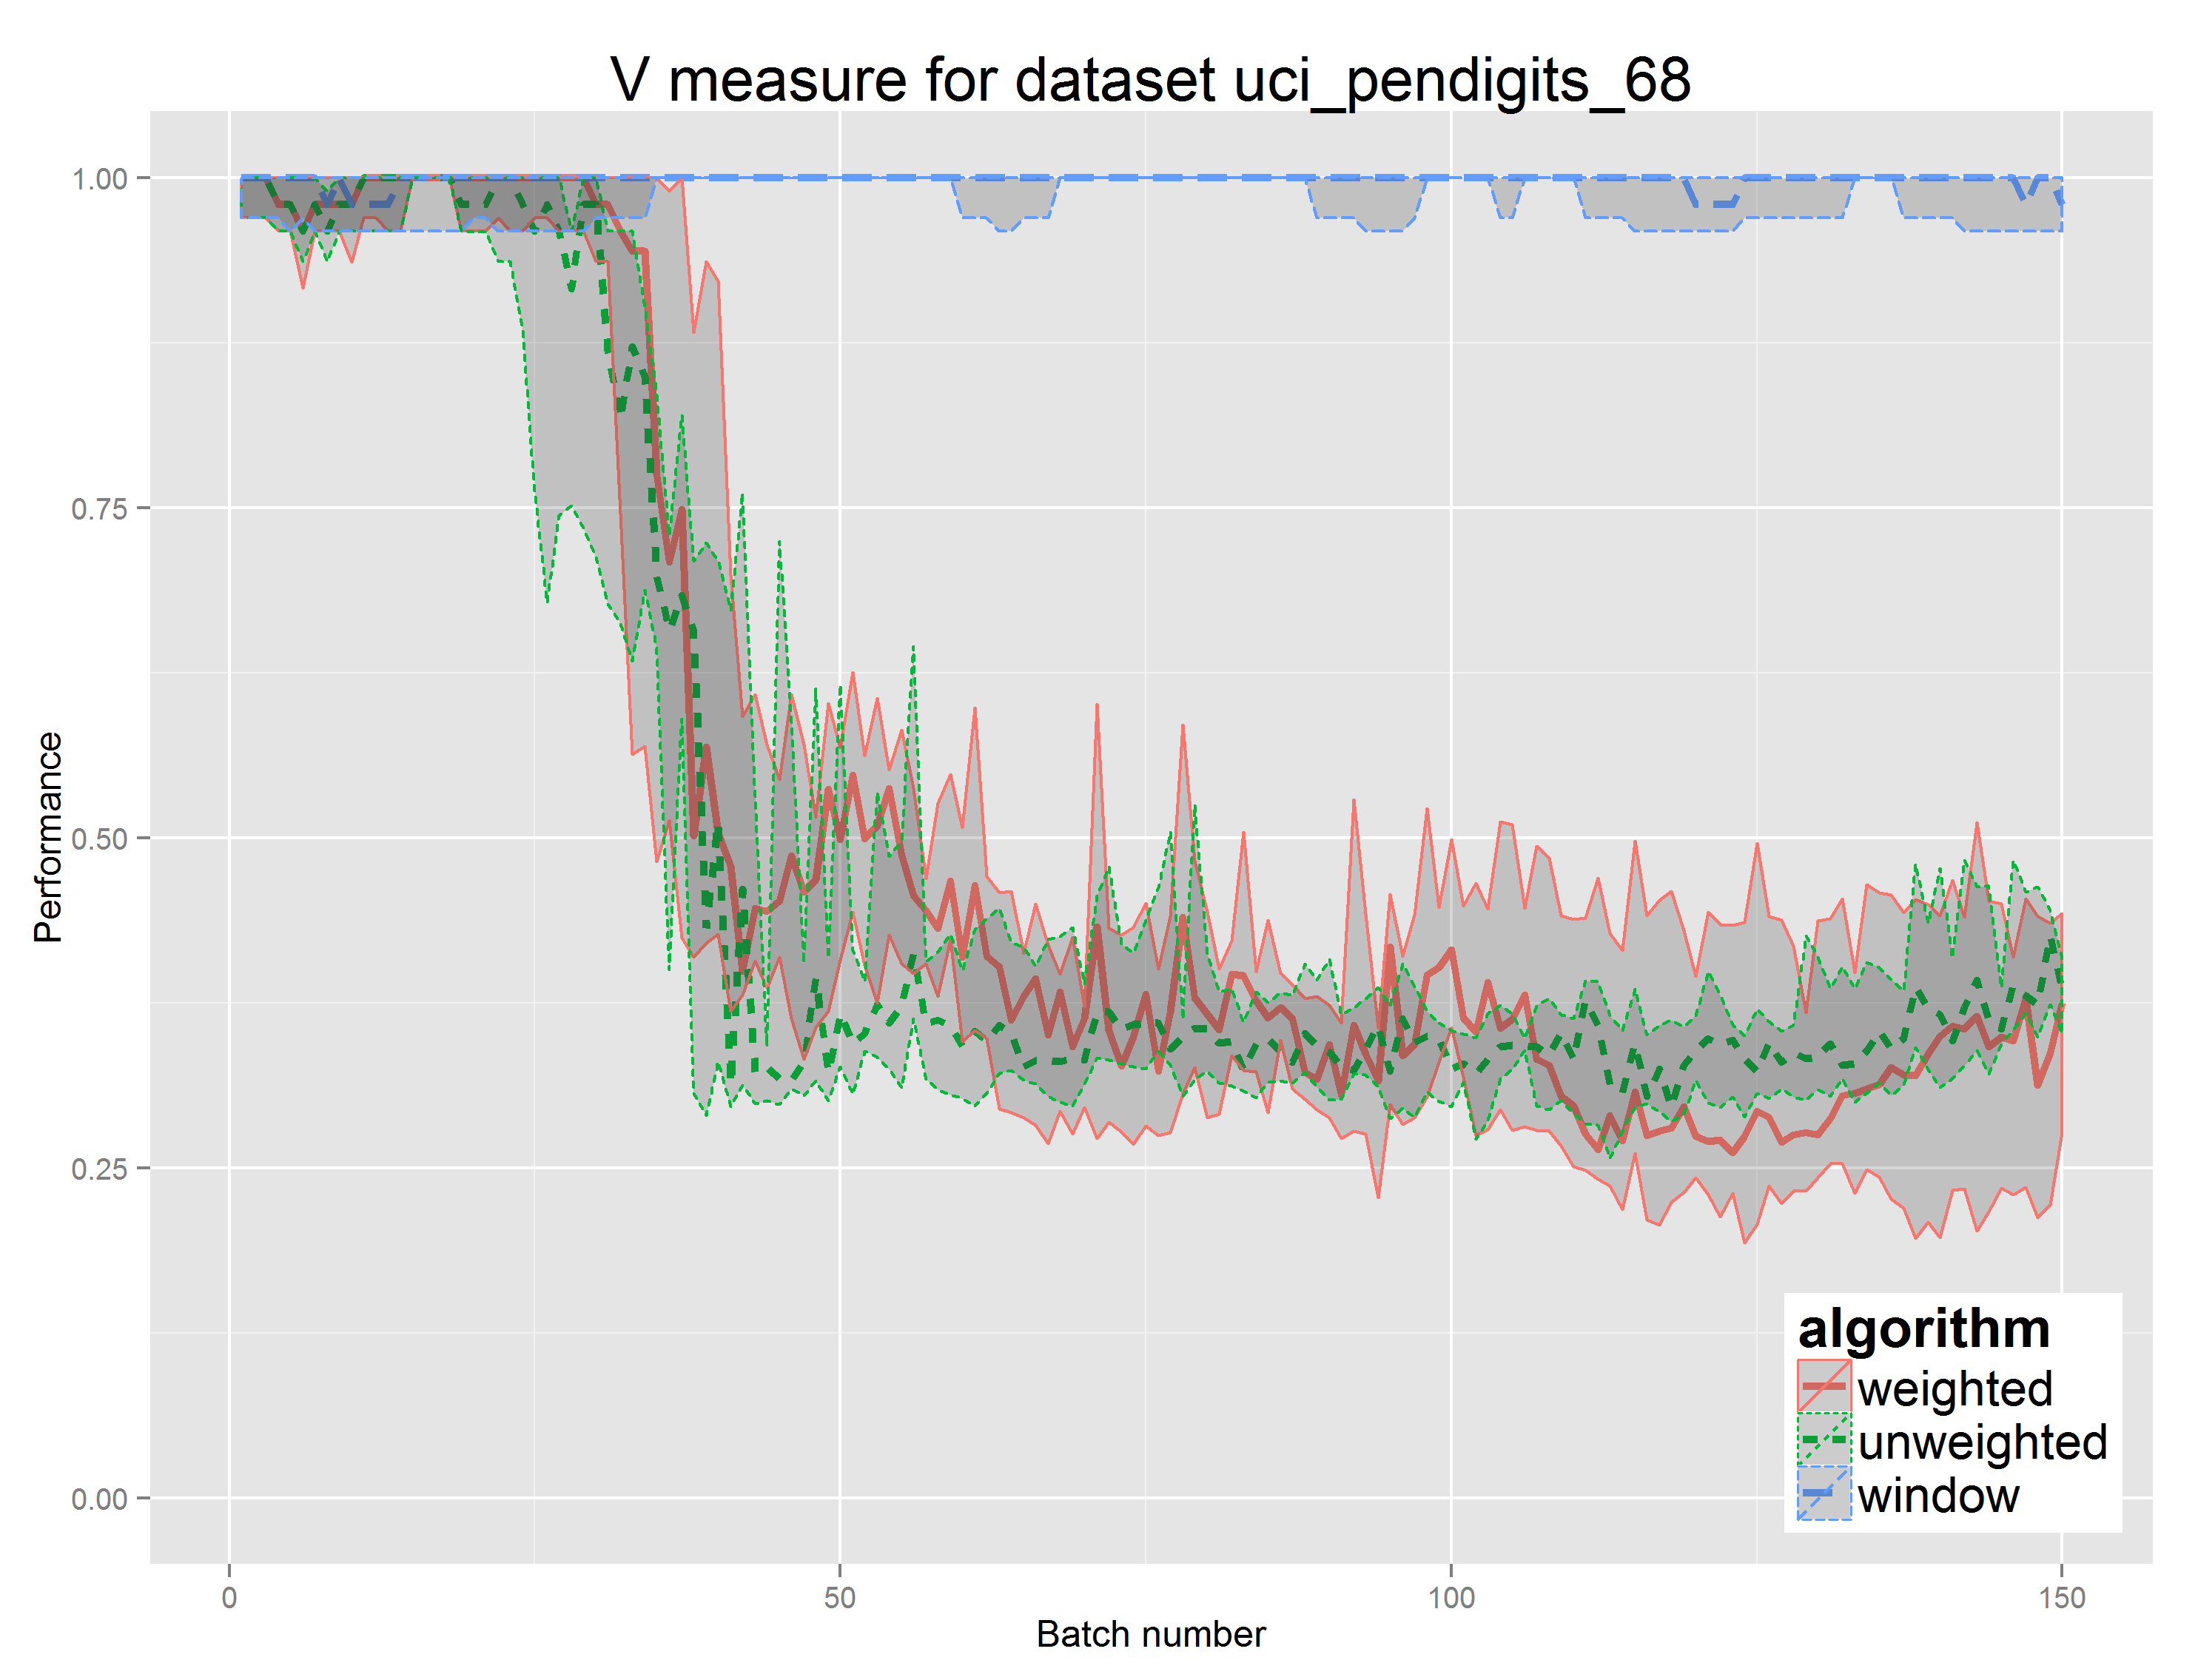 V measure for dataset uci_pendigits_68
Performance
1.00
0.75
0.50
0.25
0.00
0
50
100
150
Batch number
algorithm
weighted
unweighted
window